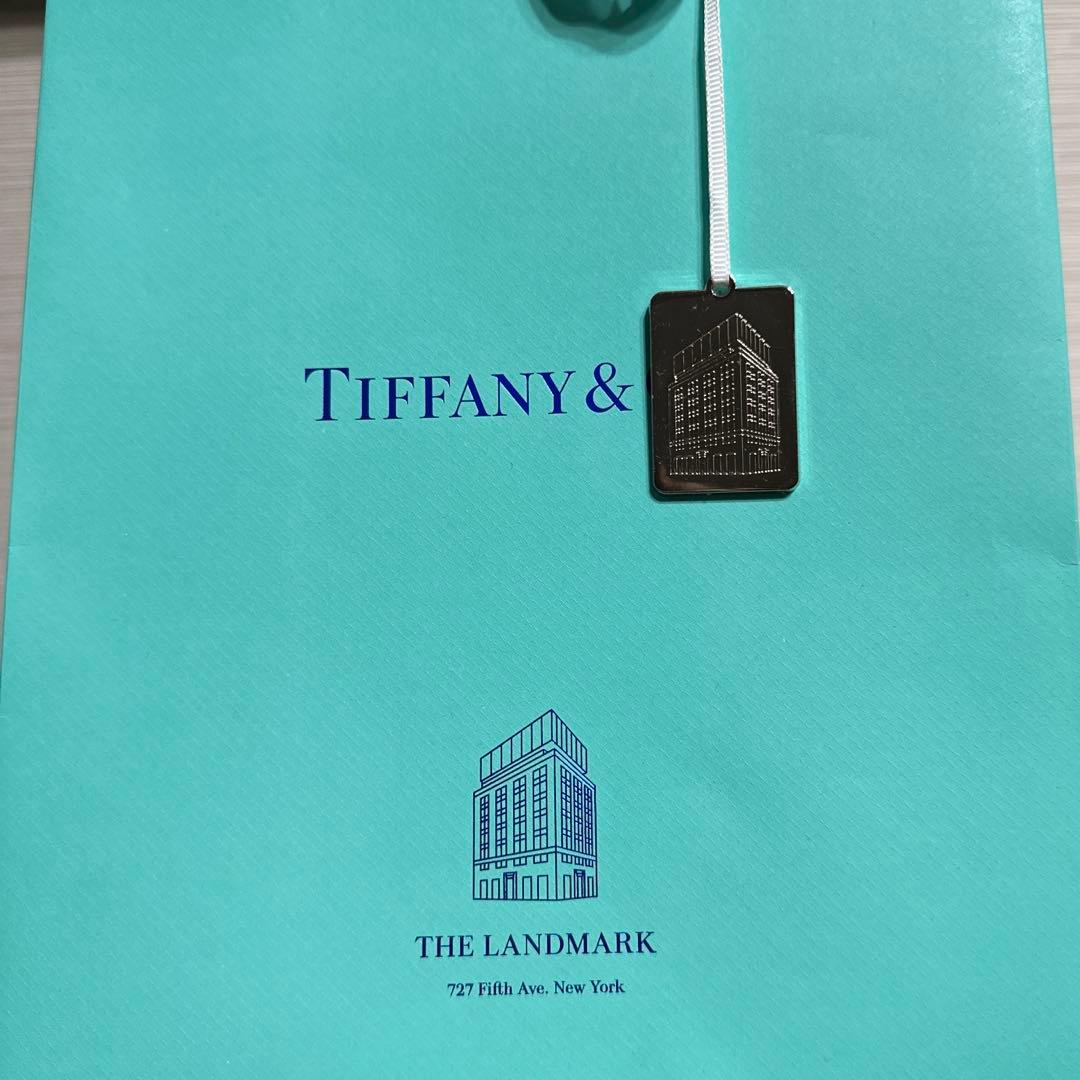 TIFFANY &
THE LANDMARK
727 Fifth Ave. New York